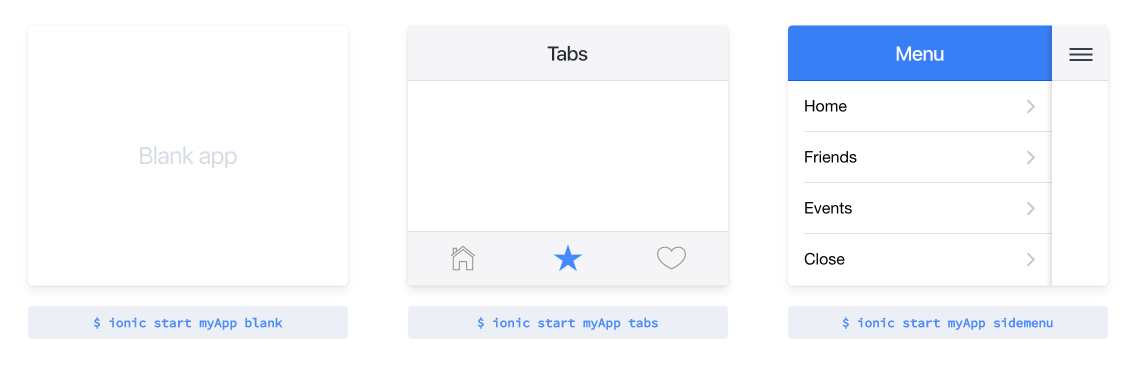 Blank app
$ ionic start myApp blank
Tabs
$ ionic start myApp tabs
Menu
Home
Friends
Events
Close
$ ionic start myApp sidemenu